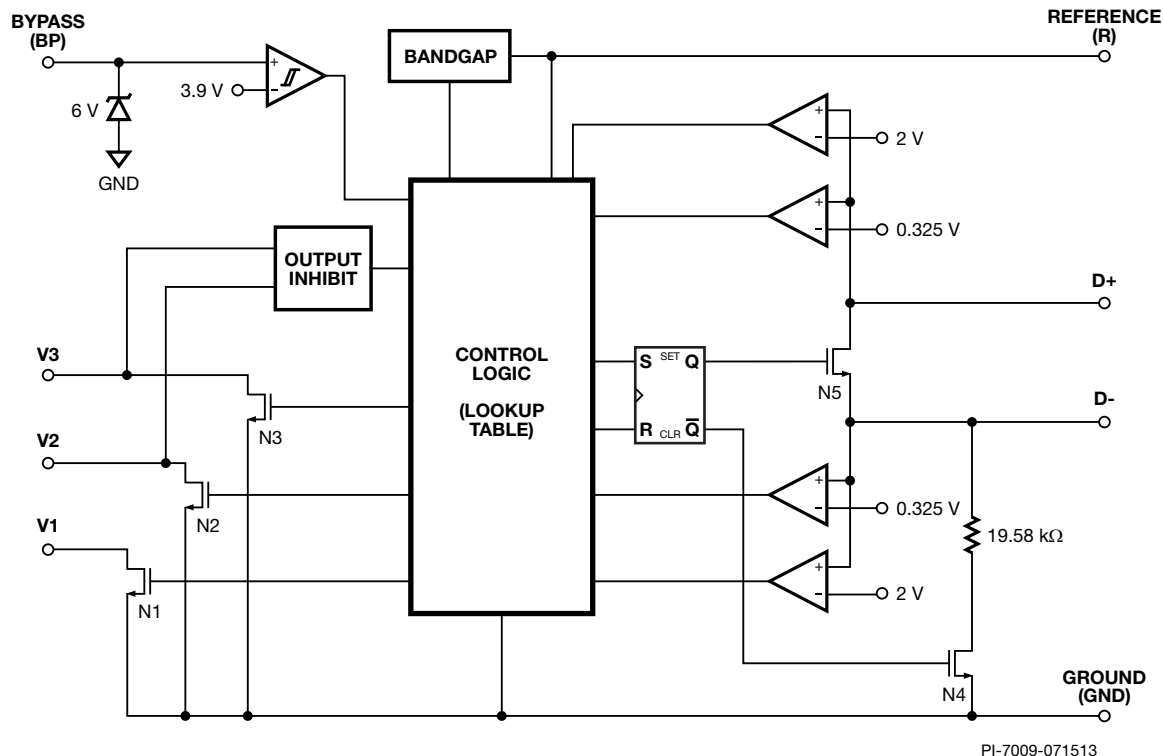 BYPASS
(BP)
REFERENCE
(R)
BANDGAP
+
-
3.9 V
6 V
GND
+
-
2 V
+
-
0.325 V
OUTPUT
INHIBIT
D+
V3
CONTROL
LOGIC
(LOOKUP
TABLE)
S SET Q
R CLR Q̅
N5
D-
N3
V2
N2
+
-
0.325 V
19.58 kΩ
V1
N1
+
-
2 V
N4
GROUND
(GND)
PI-7009-071513